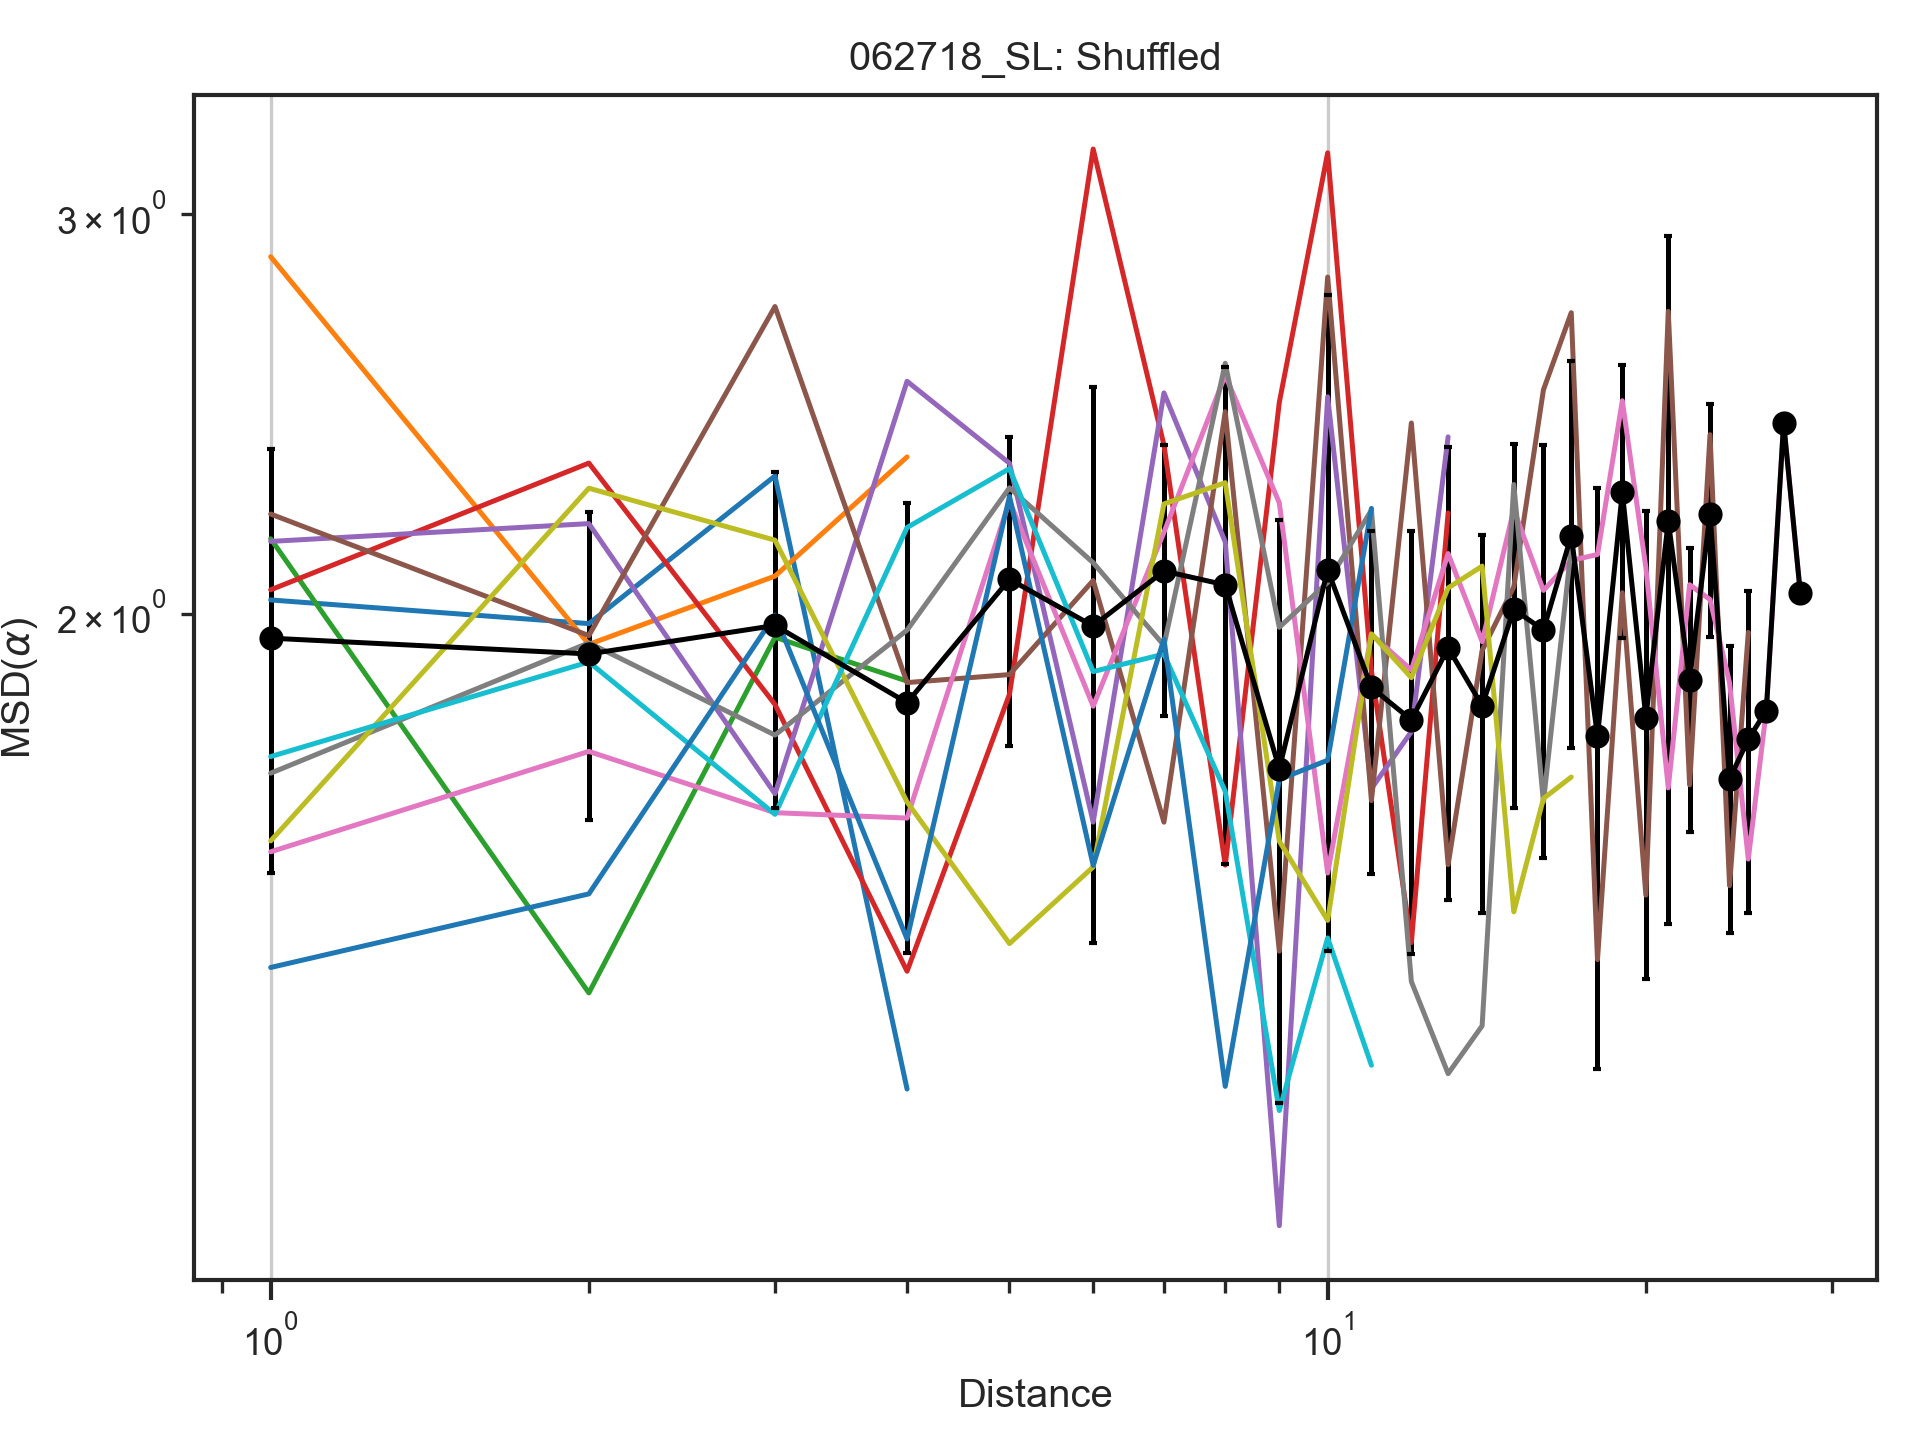 062718_SL: Shuffled
3 × 10⁰
2 × 10⁰
MSD(α)
10⁰
10¹
Distance